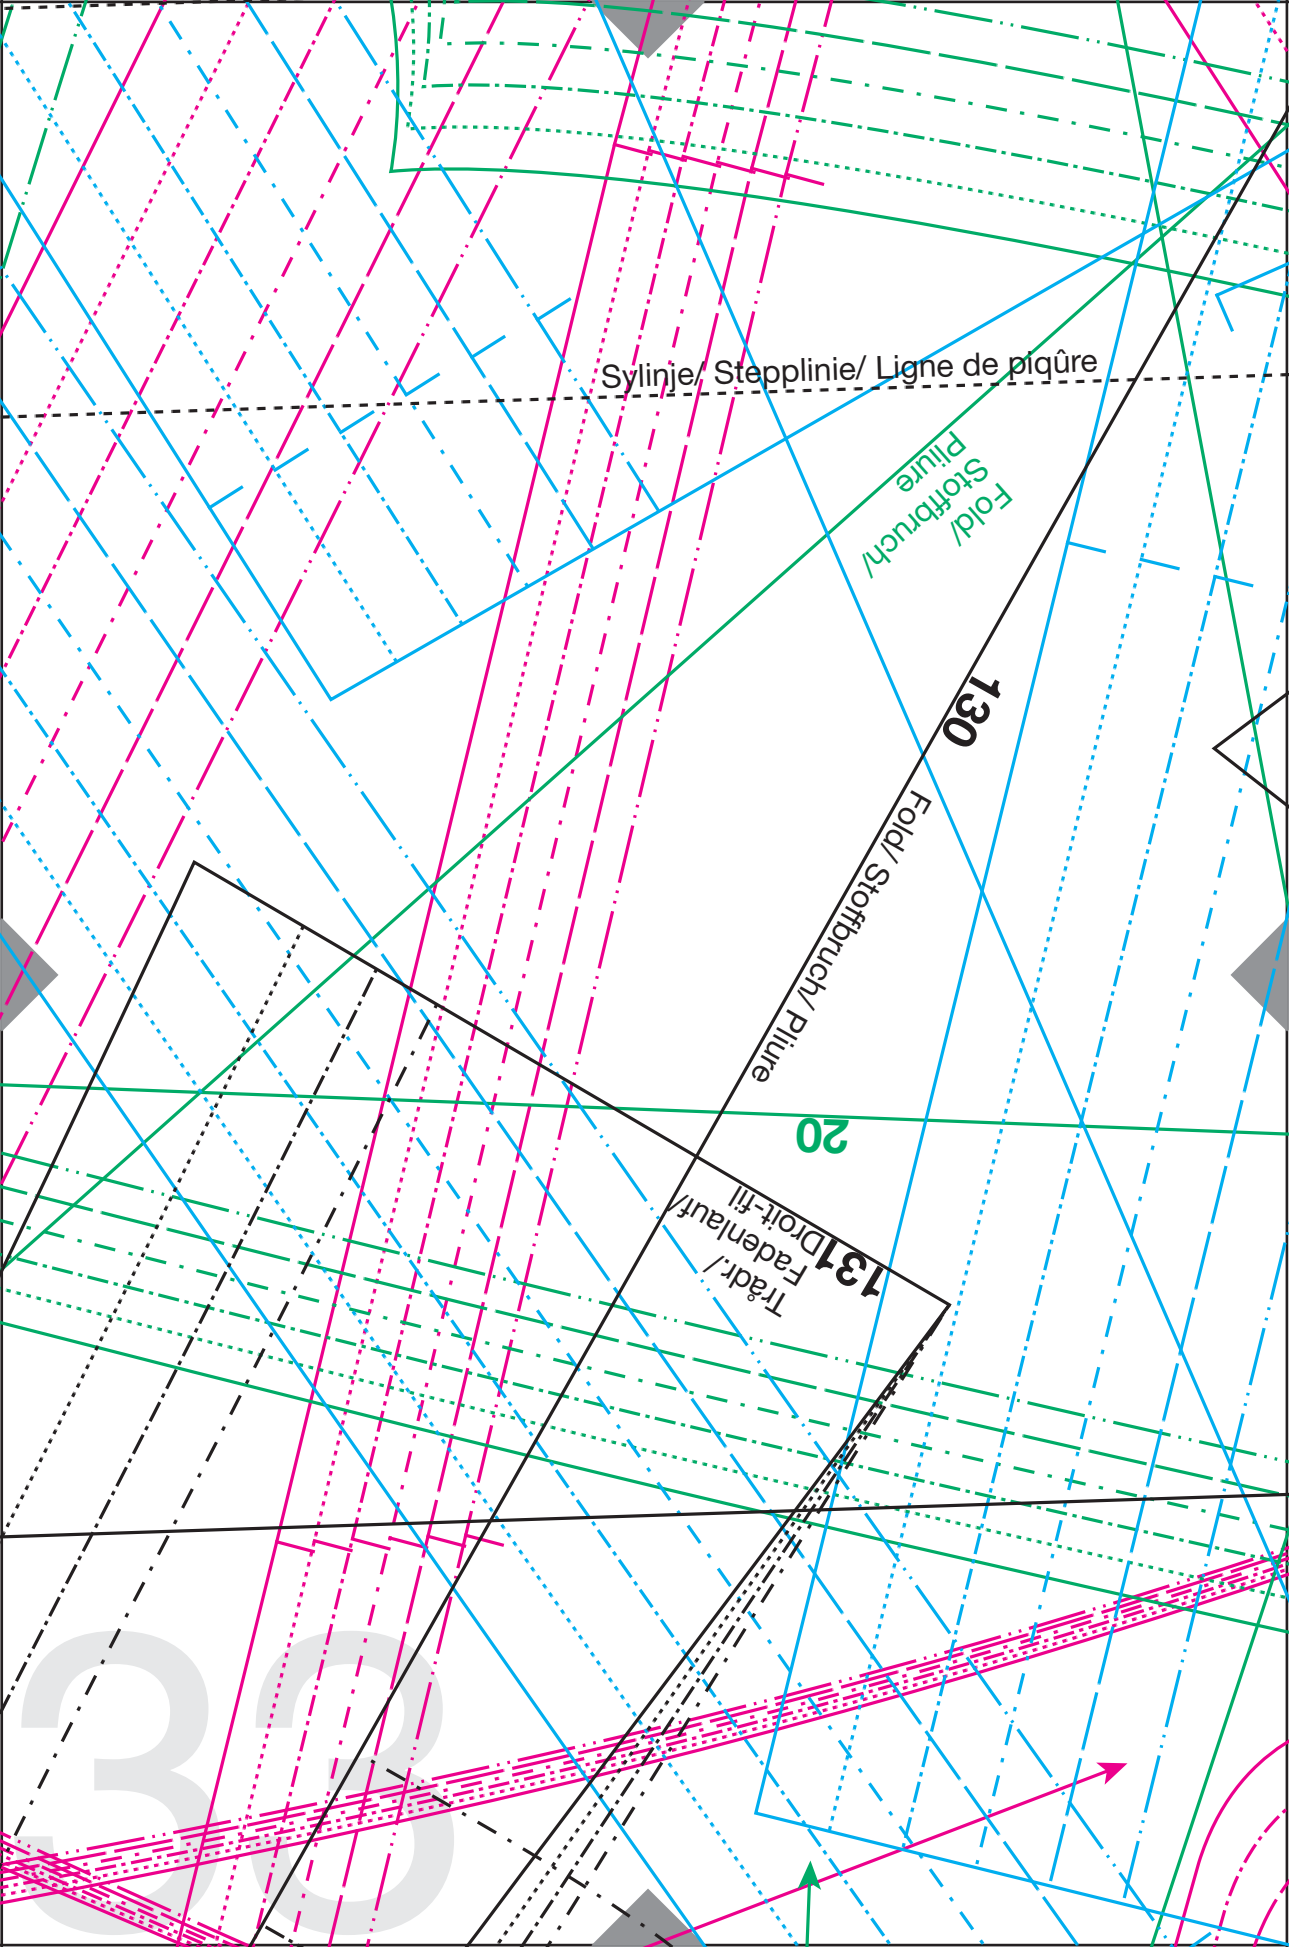 Sylinje/ Stepplinie/ Ligne de piqûre
Fold/
Stoffbruch/
Pliure
130
Fold/ Stoffbruch/ Pliure
20
131
Trådr./
Fadenlauf/
Droit-fil
33